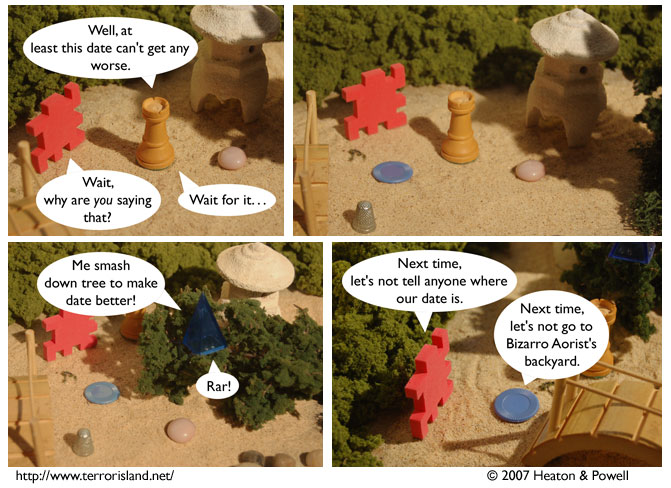 Well, at
least this date can't get any
worse.
Wait,
why are you saying
that?
Wait for it. . .
Me smash
down tree to make
date better!
Rar!
Next time,
let's not tell anyone where
our date is.
Next time,
let's not go to
Bizarro Aorist's
backyard.
http://www.terrorisland.net/
© 2007 Heaton & Powell